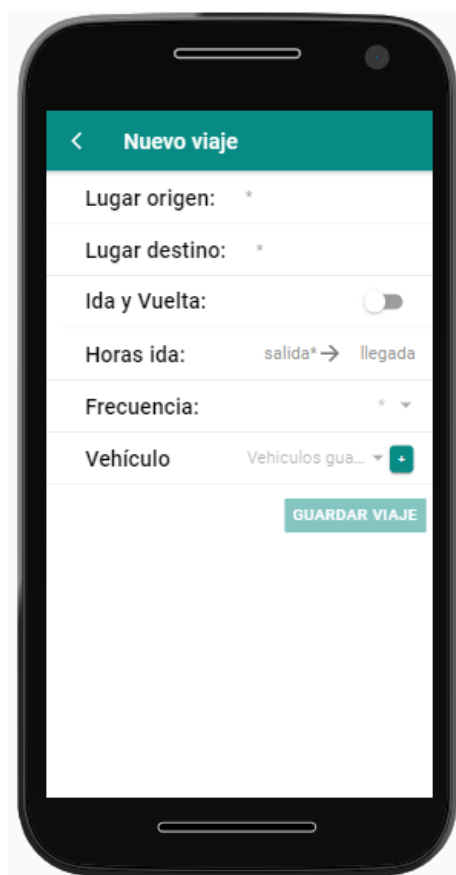 Nuevo viaje
Lugar origen: *
Lugar destino: *
Ida y Vuelta:
Horas ida: salida* → llegada
Frecuencia: *
Vehículo Vehiculos gua... +
GUARDAR VIAJE